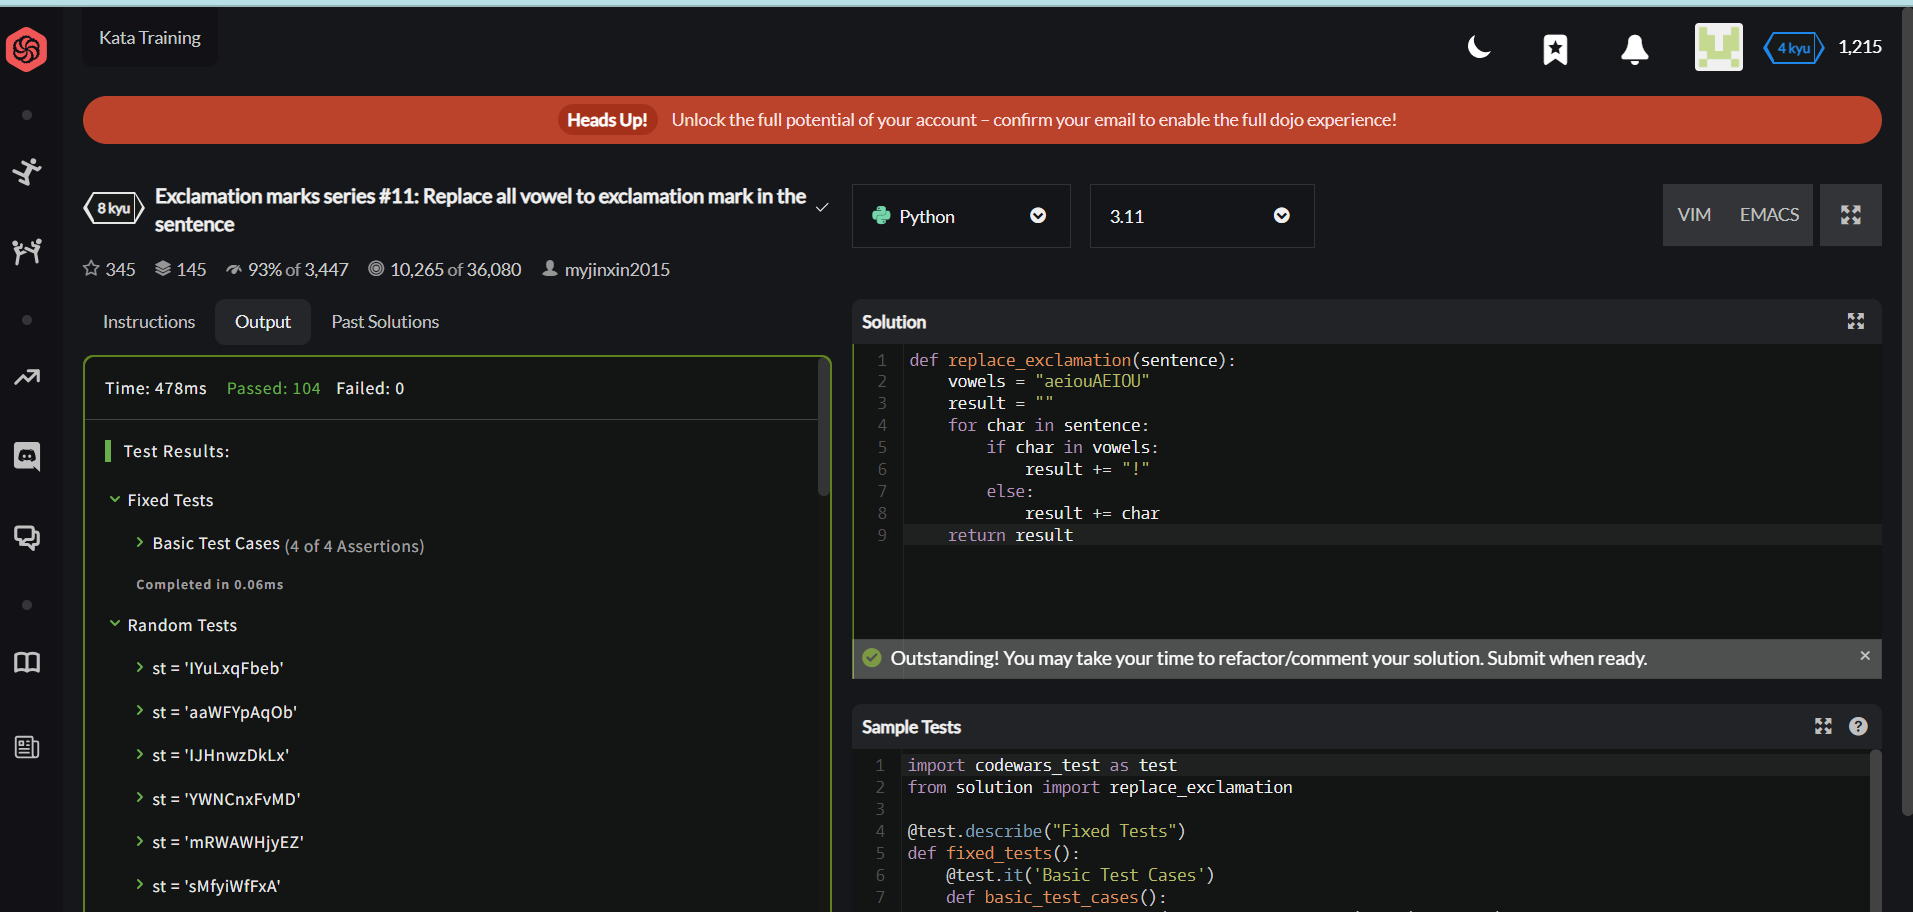 Kata Training
4 kyu
1,215
Heads Up! Unlock the full potential of your account – confirm your email to enable the full dojo experience!
8 kyu
Exclamation marks series #11: Replace all vowel to exclamation mark in the
sentence
345 145 93% of 3,447 10,265 of 36,080 myjinxin2015
Python
3.11
VIM EMACS
Instructions Output Past Solutions
Time: 478ms Passed: 104 Failed: 0
Test Results:
Fixed Tests
Basic Test Cases (4 of 4 Assertions)
Completed in 0.06ms
Random Tests
st = 'IYuLxqFbeb'
st = 'aaWFYpAqOb'
st = 'IJHnwzDkLx'
st = 'YWNCnxFvMD'
st = 'mRWAWHjyEZ'
st = 'sMfyiWfFxA'
Solution
1 def replace_exclamation(sentence):
2     vowels = "aeiouAEIOU"
3     result = ""
4     for char in sentence:
5         if char in vowels:
6             result += "!"
7         else:
8             result += char
9     return result
Outstanding! You may take your time to refactor/comment your solution. Submit when ready.
×
Sample Tests
?
1 import codewars_test as test
2 from solution import replace_exclamation
3
4 @test.describe("Fixed Tests")
5 def fixed_tests():
6     @test.it('Basic Test Cases')
7     def basic_test_cases():